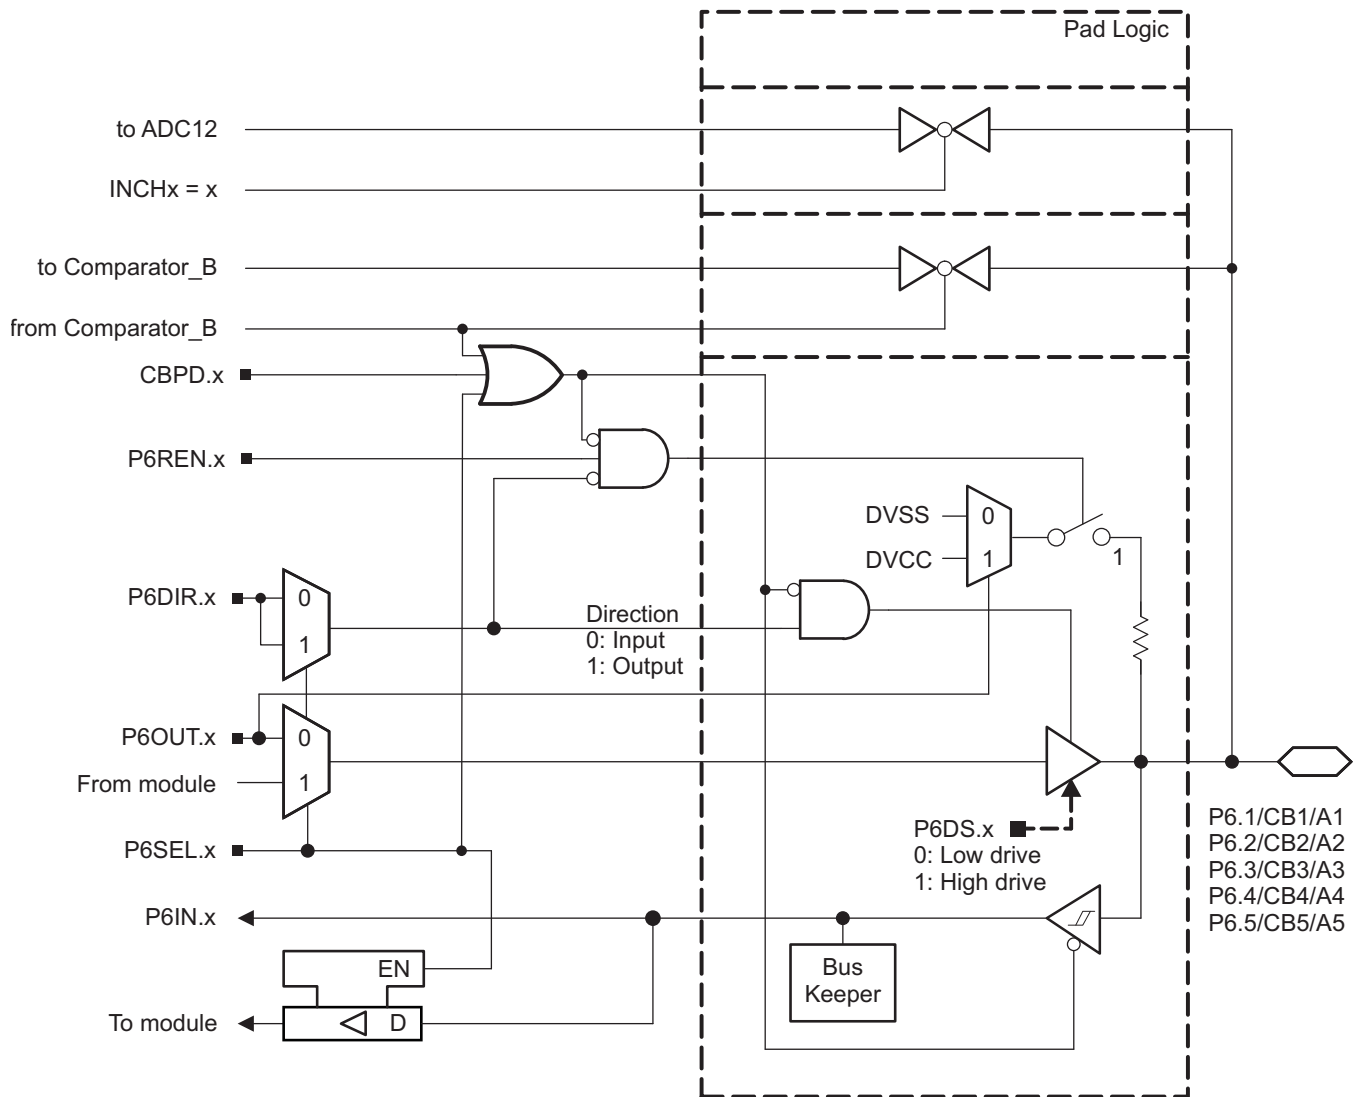 Pad Logic
to ADC12
INCHx = x
to Comparator_B
from Comparator_B
CBPD.x
P6REN.x
DVSS
0
DVCC
1
1
P6DIR.x
0
1
Direction
0: Input
1: Output
P6OUT.x
0
From module
1
P6SEL.x
P6DS.x
0: Low drive
1: High drive
P6.1/CB1/A1
P6.2/CB2/A2
P6.3/CB3/A3
P6.4/CB4/A4
P6.5/CB5/A5
P6IN.x
EN
Bus
Keeper
To module
D